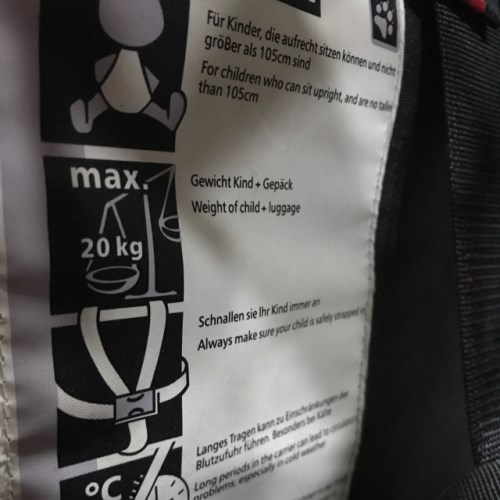 Für Kinder, die aufrecht sitzen können und nicht
größer als 105cm sind
For children who can sit upright, and are no taller
than 105cm
max.
20 kg
Gewicht Kind + Gepäck
Weight of child + luggage
Schnallen sie Ihr Kind immer an
Always make sure your child is safely strapped in
Langes Tragen kann zu Einschränkungen der
Blutzufuhr führen. Besonders bei Kälte
°C
Long periods in the carrier can lead to circulation
problems, especially in cold weather